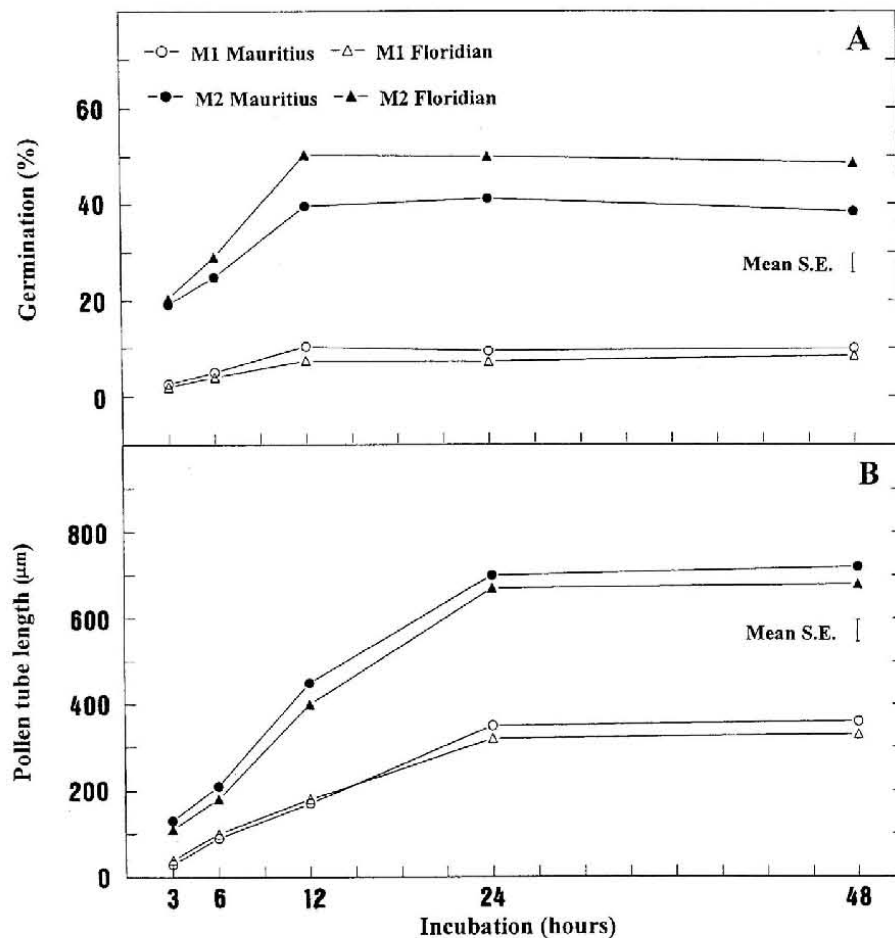 A
M1 Mauritius M1 Floridian
M2 Mauritius M2 Floridian
60
40
20
0
Germination (%)
Mean S.E.
B
800
600
400
200
0
Pollen tube length (µm)
Mean S.E.
3 6 12 24 48
Incubation (hours)